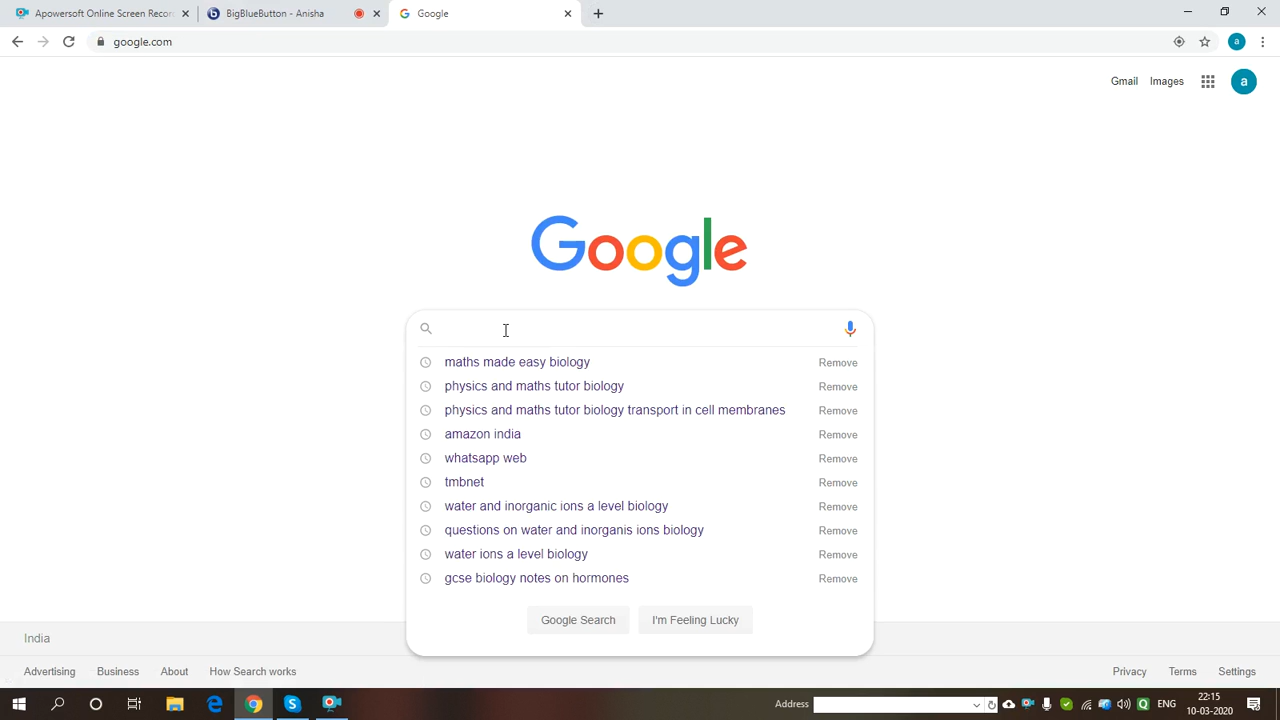 Apowersoft Online Screen Recor
BigBlueButton - Anisha
Google
google.com
a
Gmail
Images
a
Google
maths made easy biology Remove
physics and maths tutor biology Remove
physics and maths tutor biology transport in cell membranes Remove
amazon india Remove
whatsapp web Remove
tmbnet Remove
water and inorganic ions a level biology Remove
questions on water and inorganis ions biology Remove
water ions a level biology Remove
gcse biology notes on hormones Remove
Google Search I'm Feeling Lucky
India
Advertising Business About How Search works Privacy Terms Settings
Address ENG 22:15
10-03-2020